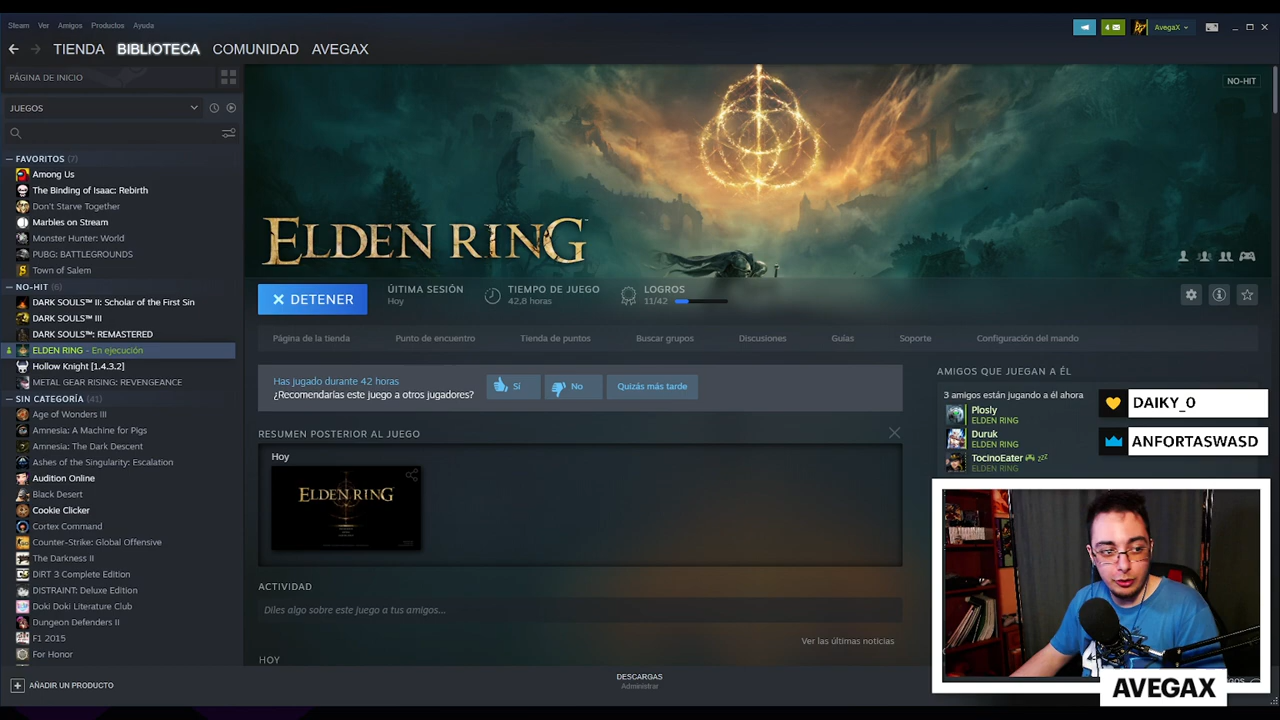 Steam Ver Amigos Productos Ayuda
4 AvegaX
TIENDA BIBLIOTECA COMUNIDAD AVEGAX
PÁGINA DE INICIO
JUEGOS
FAVORITOS (7)
Among Us
The Binding of Isaac: Rebirth
Don't Starve Together
Marbles on Stream
Monster Hunter: World
PUBG: BATTLEGROUNDS
Town of Salem
NO-HIT (6)
DARK SOULS™ II: Scholar of the First Sin
DARK SOULS™ III
DARK SOULS™: REMASTERED
ELDEN RING - En ejecución
Hollow Knight [1.4.3.2]
METAL GEAR RISING: REVENGEANCE
SIN CATEGORÍA (41)
Age of Wonders III
Amnesia: A Machine for Pigs
Amnesia: The Dark Descent
Ashes of the Singularity: Escalation
Audition Online
Black Desert
Cookie Clicker
Cortex Command
Counter-Strike: Global Offensive
The Darkness II
DiRT 3 Complete Edition
DISTRAINT: Deluxe Edition
Doki Doki Literature Club
Dungeon Defenders II
F1 2015
For Honor
AÑADIR UN PRODUCTO
NO-HIT
ELDEN RING™
DETENER
ÚLTIMA SESIÓN
Hoy
TIEMPO DE JUEGO
42,8 horas
LOGROS
11/42
Página de la tienda Punto de encuentro Tienda de puntos Buscar grupos Discusiones Guías Soporte Configuración del mando
Has jugado durante 42 horas
¿Recomendarías este juego a otros jugadores?
Sí No Quizás más tarde
RESUMEN POSTERIOR AL JUEGO
Hoy
ELDEN RING
ACTIVIDAD
Diles algo sobre este juego a tus amigos...
Ver las últimas noticias
HOY
DESCARGAS
Administrar
AMIGOS QUE JUEGAN A ÉL
3 amigos están jugando a él ahora
Plosly
ELDEN RING
Duruk
ELDEN RING
TocinoEater zzz
ELDEN RING
DAIKY_0
ANFORTASWASD
AVEGAX